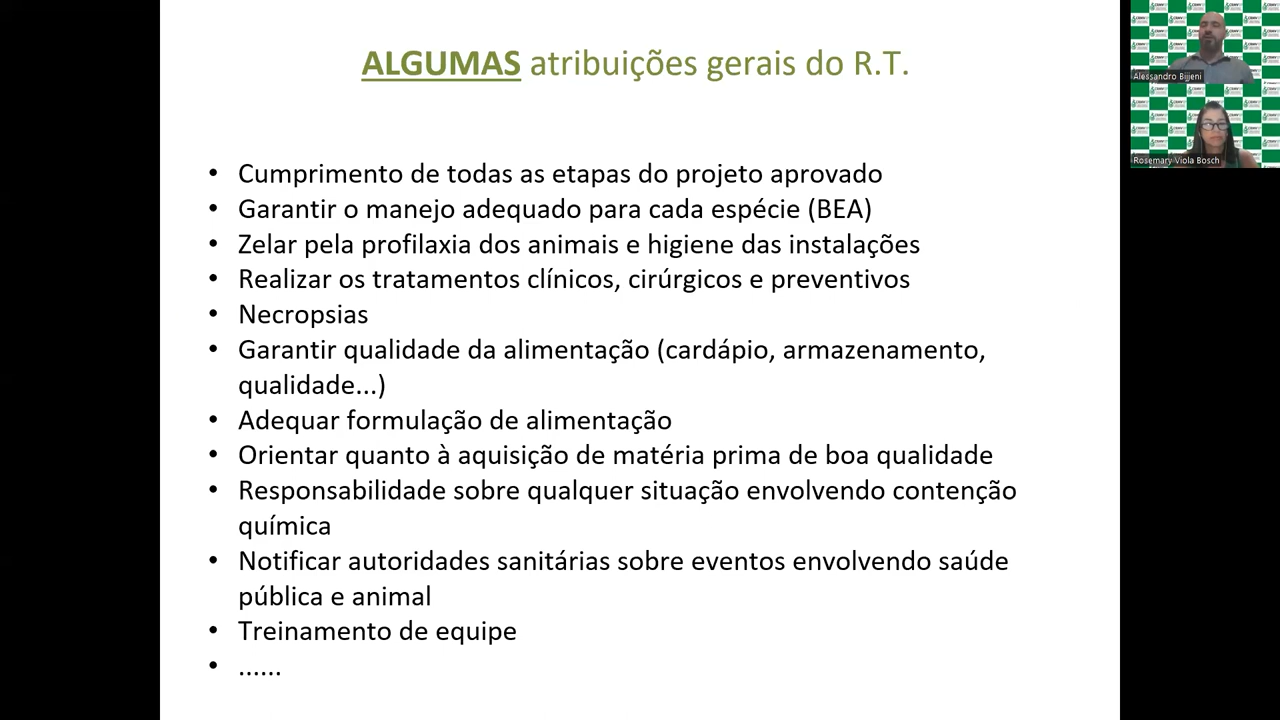 ALGUMAS atribuições gerais do R.T.
• Cumprimento de todas as etapas do projeto aprovado
• Garantir o manejo adequado para cada espécie (BEA)
• Zelar pela profilaxia dos animais e higiene das instalações
• Realizar os tratamentos clínicos, cirúrgicos e preventivos
• Necropsias
• Garantir qualidade da alimentação (cardápio, armazenamento,
qualidade...)
• Adequar formulação de alimentação
• Orientar quanto à aquisição de matéria prima de boa qualidade
• Responsabilidade sobre qualquer situação envolvendo contenção
química
• Notificar autoridades sanitárias sobre eventos envolvendo saúde
pública e animal
• Treinamento de equipe
• ......
Alessandro Bijjeni
Rosemary Viola Bosch